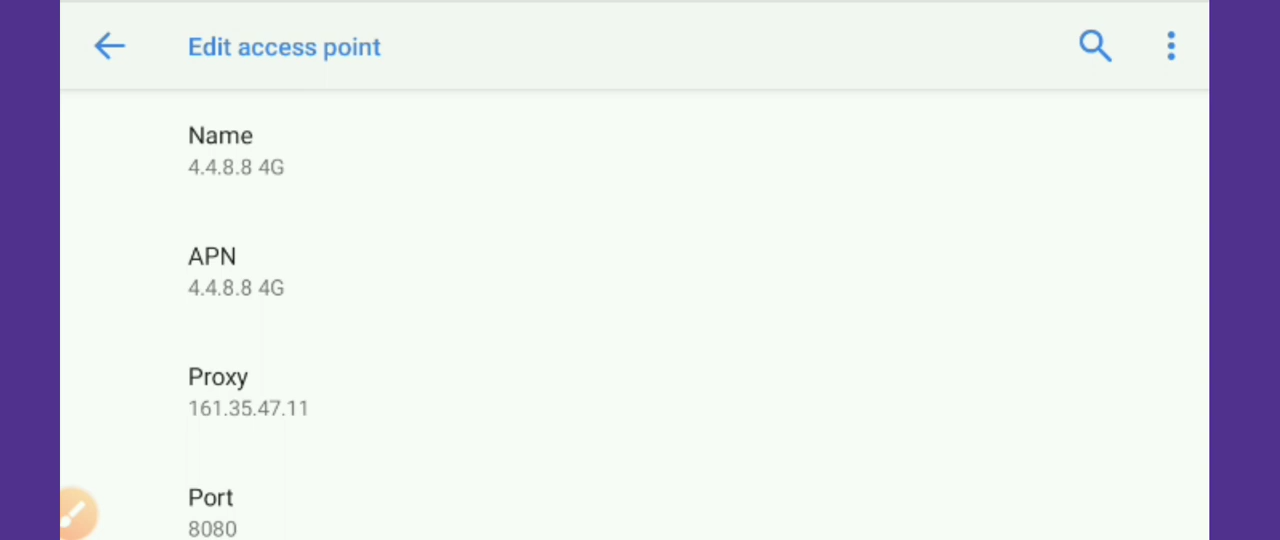 Edit access point
Name
4.4.8.8 4G
APN
4.4.8.8 4G
Proxy
161.35.47.11
Port
8080